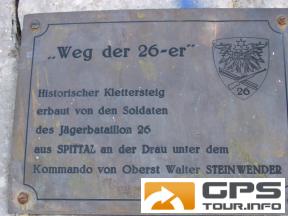 „Weg der 26-er"
26
Historischer Klettersteig
erbaut von den Soldaten
des Jägerbataillon 26
aus SPITTAL an der Drau unter dem
Kommando von Oberst Walter STEINWENDER
GPS
TOUR.INFO